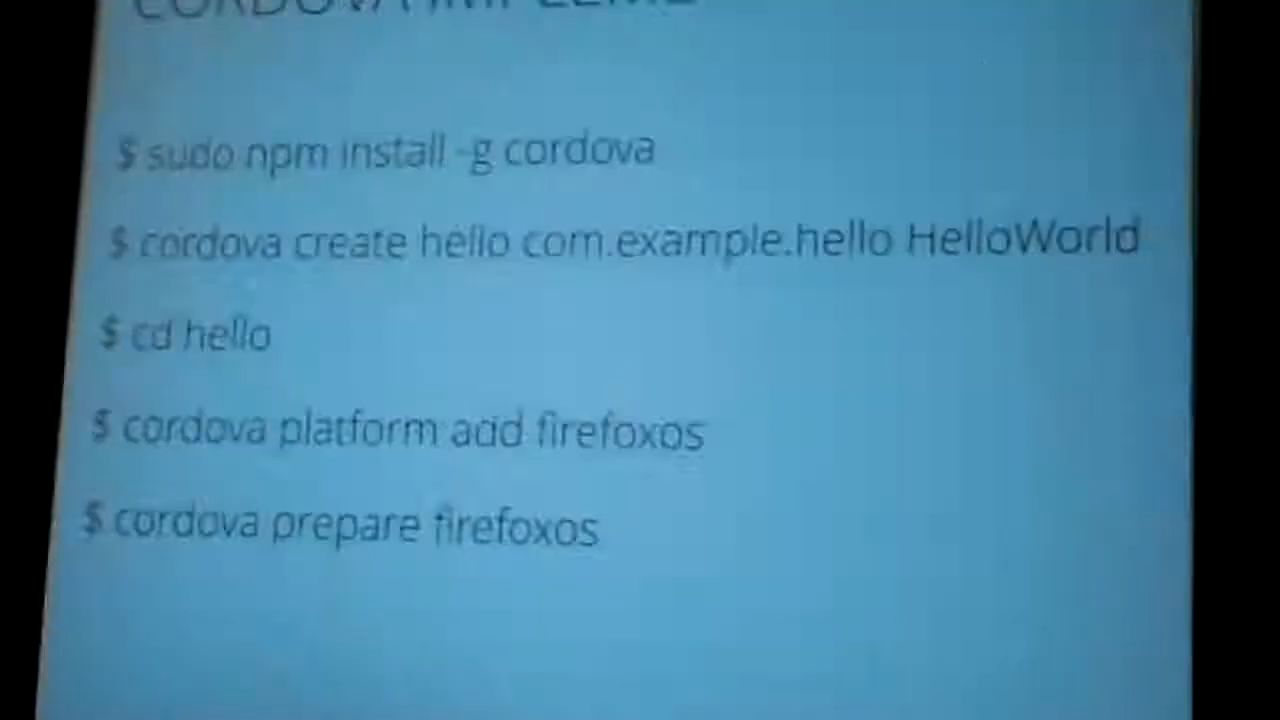 CORDOVA
$ sudo npm install -g cordova
$ cordova create hello com.example.hello HelloWorld
$ cd hello
$ cordova platform add firefoxos
$ cordova prepare firefoxos